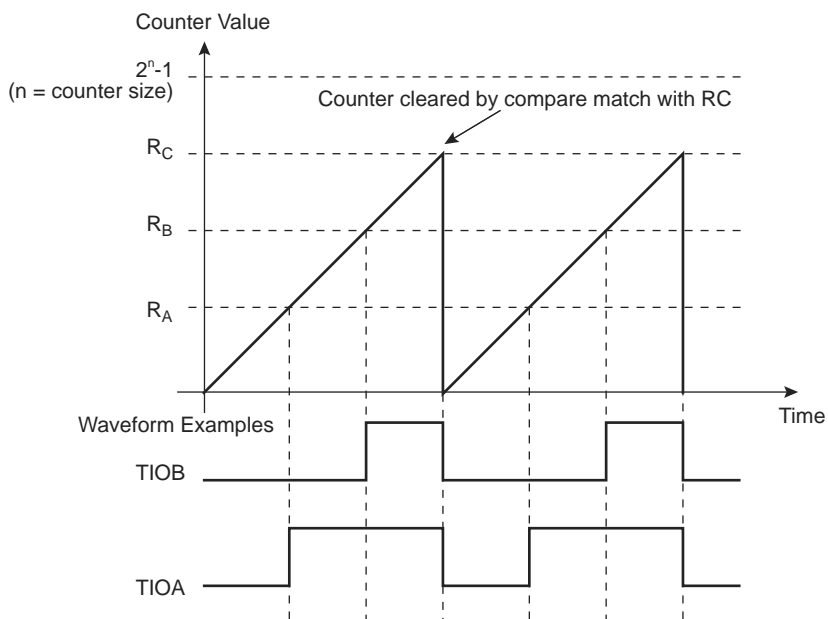 Counter Value
2ⁿ-1
(n = counter size)
Counter cleared by compare match with RC
R_C
R_B
R_A
Time
Waveform Examples
TIOB
TIOA